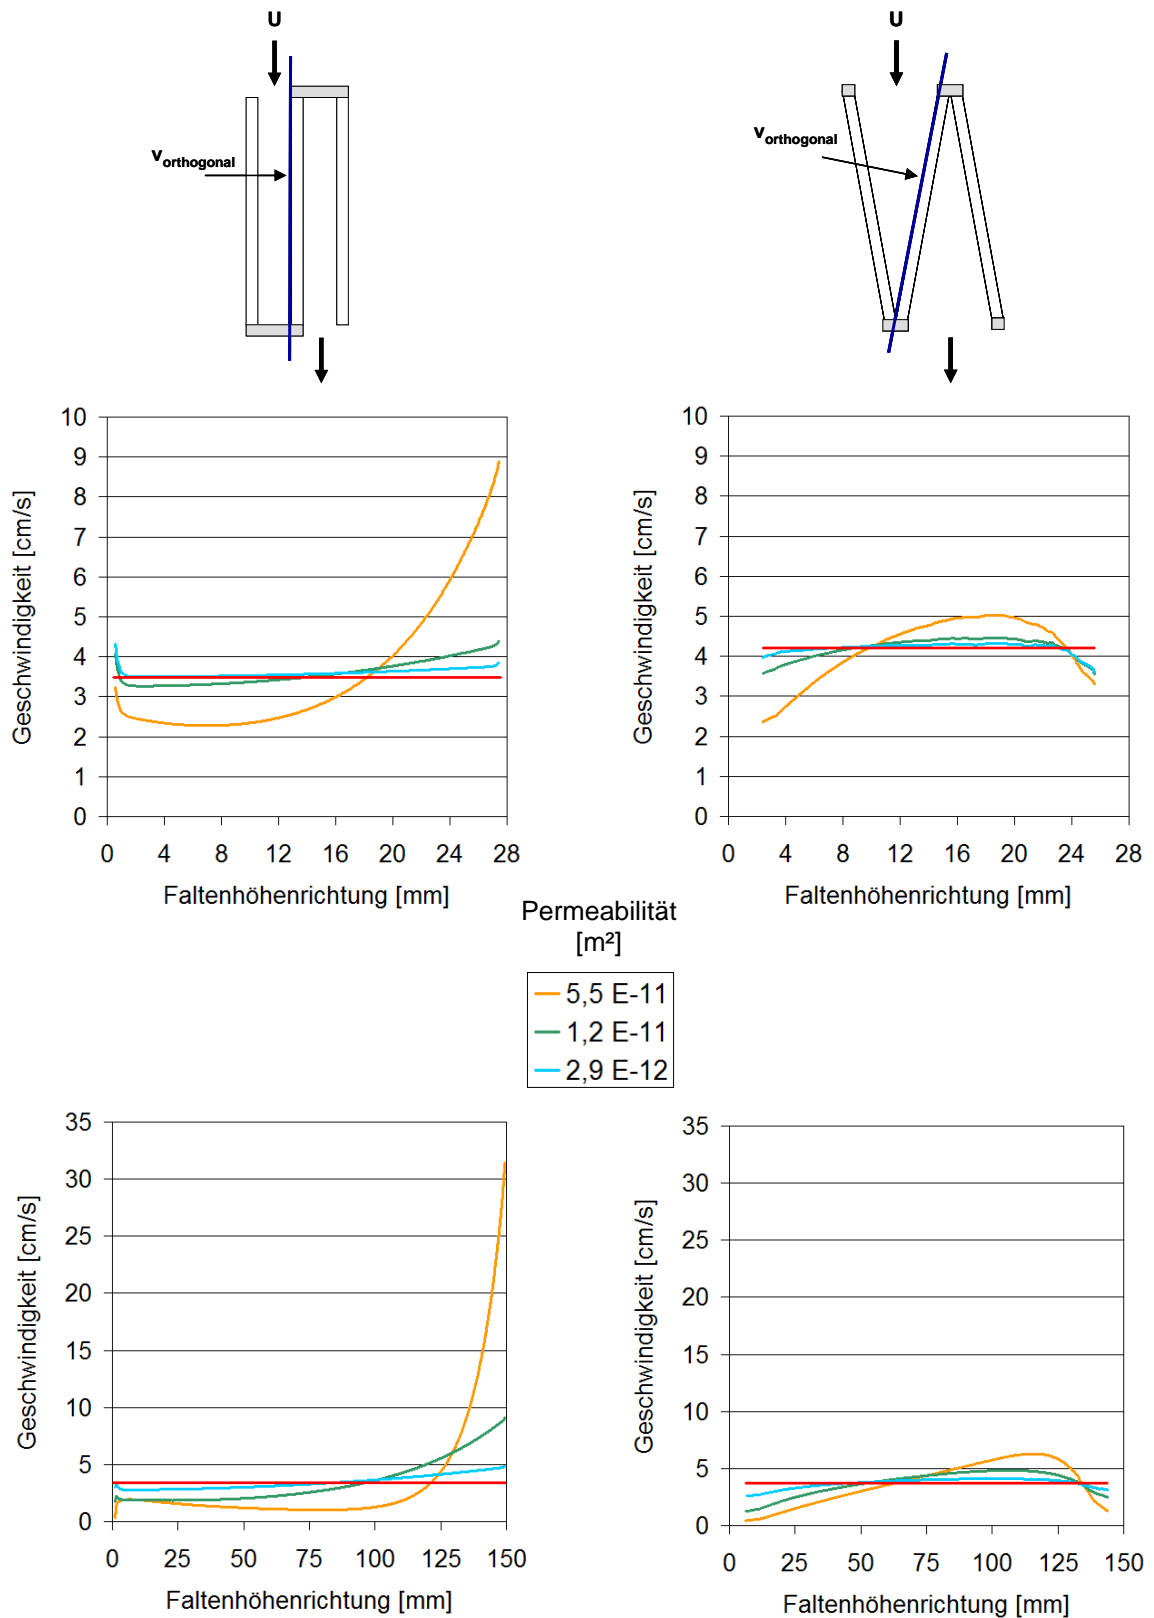 U
U
v orthogonal
v orthogonal
10
9
8
7
6
5
4
3
2
1
0
Geschwindigkeit [cm/s]
0 4 8 12 16 20 24 28
Faltenhöhenrichtung [mm]
10
9
8
7
6
5
4
3
2
1
0
Geschwindigkeit [cm/s]
0 4 8 12 16 20 24 28
Faltenhöhenrichtung [mm]
Permeabilität
[m²]
5,5 E-11
1,2 E-11
2,9 E-12
35
30
25
20
15
10
5
0
Geschwindigkeit [cm/s]
0 25 50 75 100 125 150
Faltenhöhenrichtung [mm]
35
30
25
20
15
10
5
0
Geschwindigkeit [cm/s]
0 25 50 75 100 125 150
Faltenhöhenrichtung [mm]